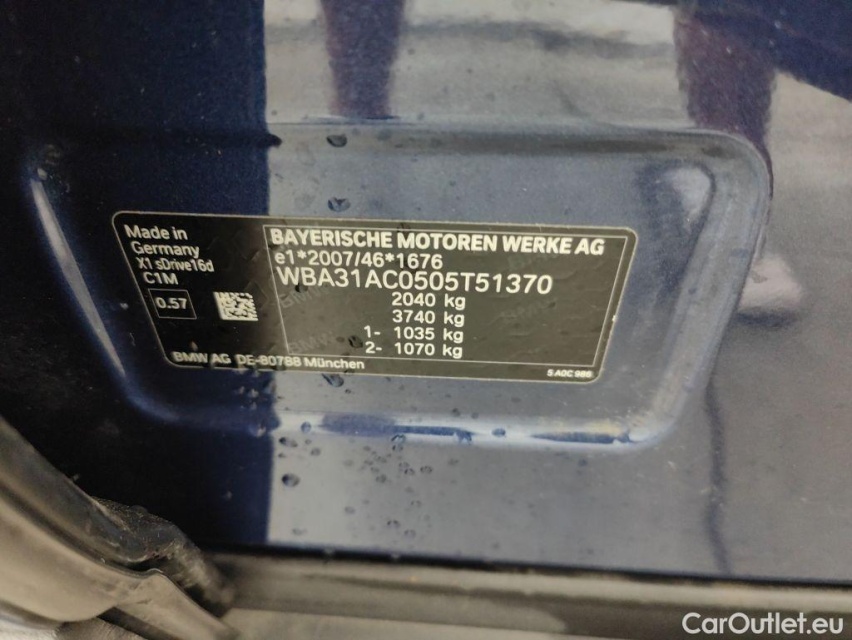 Made in
Germany
X1 sDrive16d
C1M
0.57
BAYERISCHE MOTOREN WERKE AG
e1*2007/46*1676
WBA31AC0505T51370
2040 kg
3740 kg
1- 1035 kg
2- 1070 kg
BMW AG DE-80788 München
5 A0C 986
CarOutlet.eu